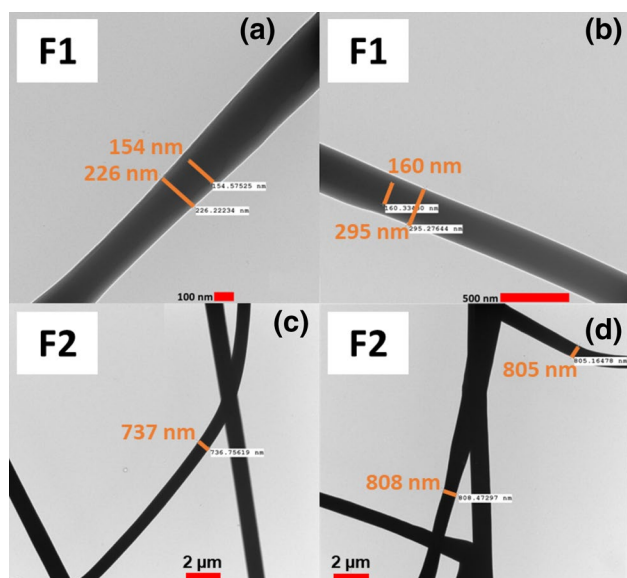 F1
(a)
154 nm
226 nm
154.57525 nm
226.22234 nm
100 nm
F1
(b)
160 nm
295 nm
295.27644 nm
500 nm
F2
(c)
737 nm
736.75619 nm
2 µm
F2
(d)
805 nm
805.16478 nm
808 nm
808.47297 nm
2 µm